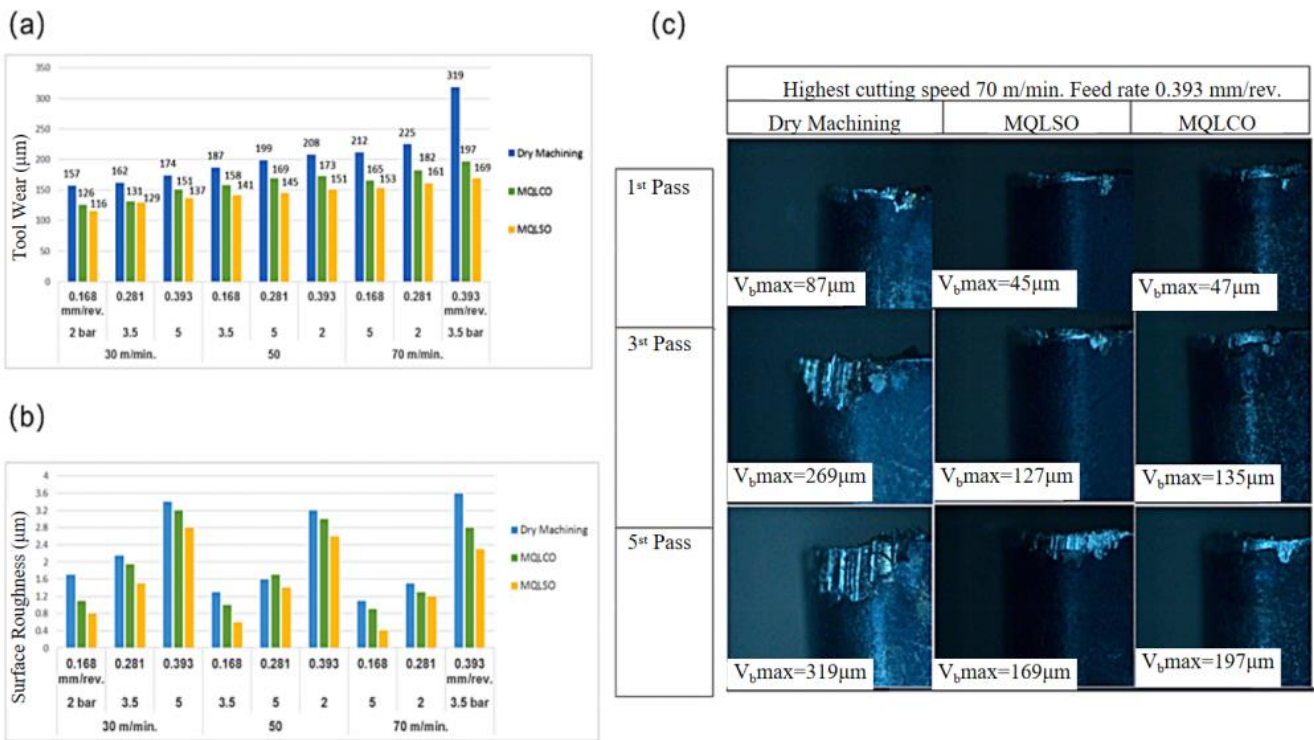 (a)
Tool Wear (μm)
350
300
250
200
150
100
50
0
157
126
116
162
131
129
174
151
137
187
158
141
199
169
145
208
173
151
212
165
153
225
182
161
319
197
169
Dry Machining
MQLCO
MQLSO
0.168 0.281 0.393 0.168 0.281 0.393 0.168 0.281 0.393
mm/rev. mm/rev.
2 bar 3.5 5 3.5 5 2 5 2 3.5 bar
30 m/min. 50 70 m/min.
(b)
Surface Roughness (μm)
4
3.6
3.2
2.8
2.4
2
1.6
1.2
0.8
0.4
0
Dry Machining
MQLCO
MQLSO
0.168 0.281 0.393 0.168 0.281 0.393 0.168 0.281 0.393
mm/rev. mm/rev.
2 bar 3.5 5 3.5 5 2 5 2 3.5 bar
30 m/min. 50 70 m/min.
(c)
Highest cutting speed 70 m/min. Feed rate 0.393 mm/rev.
Dry Machining MQLSO MQLCO
1st Pass
Vbmax=87μm Vbmax=45μm Vbmax=47μm
3st Pass
Vbmax=269μm Vbmax=127μm Vbmax=135μm
5st Pass
Vbmax=319μm Vbmax=169μm Vbmax=197μm